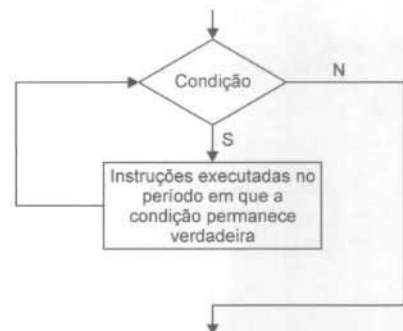 Condição
N
S
Instruções executadas no
período em que a
condição permanece
verdadeira